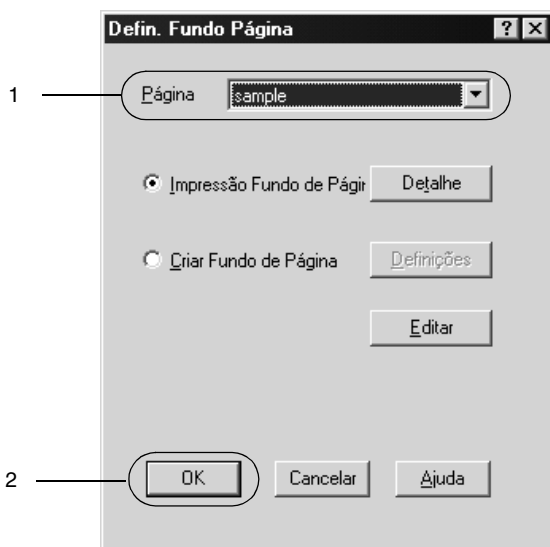 Defin. Fundo Página
1
Página sample
Impressão Fundo de Págir Detalhe
Criar Fundo de Página Definições
Editar
2
OK Cancelar Ajuda